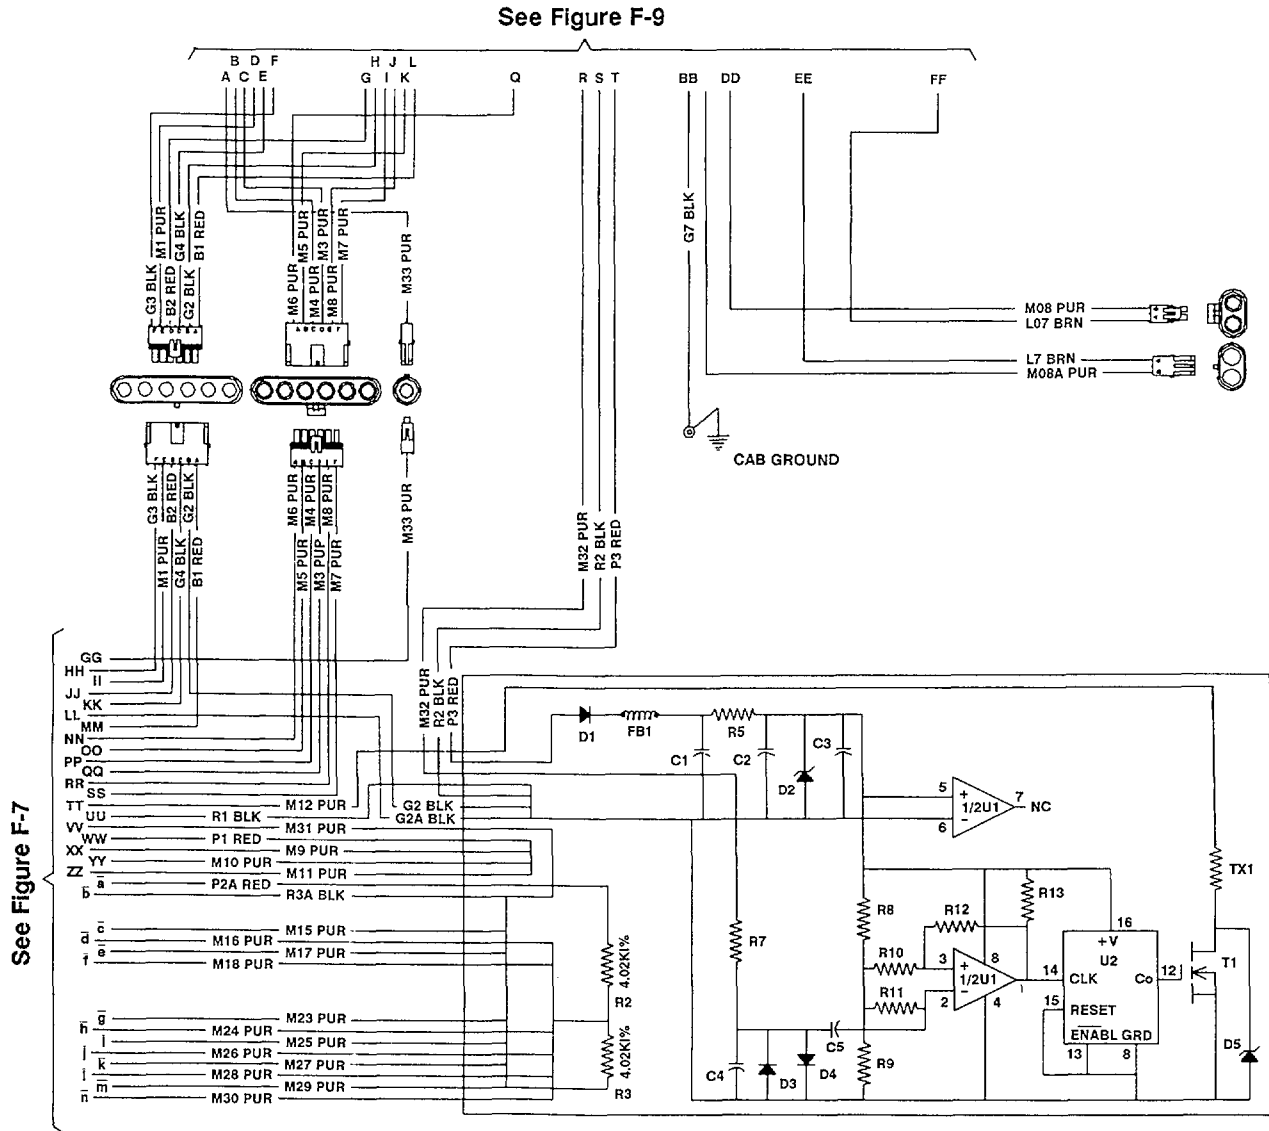 See Figure F-9
B D F H J L
A C E G I K Q R S T BB DD EE FF
G3 BLK
M1 PUR
B2 RED
G4 BLK
G2 BLK
B1 RED
M6 PUR
M5 PUR
M4 PUR
M3 PUR
M8 PUR
M7 PUR
M33 PUR
G7 BLK
M08 PUR
L07 BRN
L7 BRN
M08A PUR
CAB GROUND
G3 BLK
M1 PUR
B2 RED
G4 BLK
G2 BLK
B1 RED
M6 PUR
M5 PUR
M4 PUR
M3 PUP
M8 PUR
M7 PUR
M33 PUR
M32 PUR
R2 BLK
P3 RED
See Figure F-7
GG
HH
II
JJ
KK
LL
MM
NN
OO
PP
QQ
RR
SS
TT M12 PUR
UU R1 BLK
VV M31 PUR
WW P1 RED
XX M9 PUR
YY M10 PUR
ZZ M11 PUR
a̅ P2A RED
b̅ R3A BLK
c̅ M15 PUR
d̅ M16 PUR
e̅ M17 PUR
f̅ M18 PUR
g̅ M23 PUR
h̅ M24 PUR
i̅ M25 PUR
j̅ M26 PUR
k̅ M27 PUR
l̅ M28 PUR
m̅ M29 PUR
n̅ M30 PUR
G2 BLK
G2A BLK
M32 PUR
R2 BLK
P3 RED
4.02KI%
R2
4.02KI%
R3
D1
FB1
R5
C1
C2
C3
D2
5
+
1/2U1
7
NC
6
−
TX1
R7
R8
R12
R13
R10
R11
3
+
1/2U1
8
2
−
4
1
16
+V
U2
14
CLK
Co
12
T1
15
RESET
ENABL GRD
13
8
D5
C5
C4
D3
D4
R9